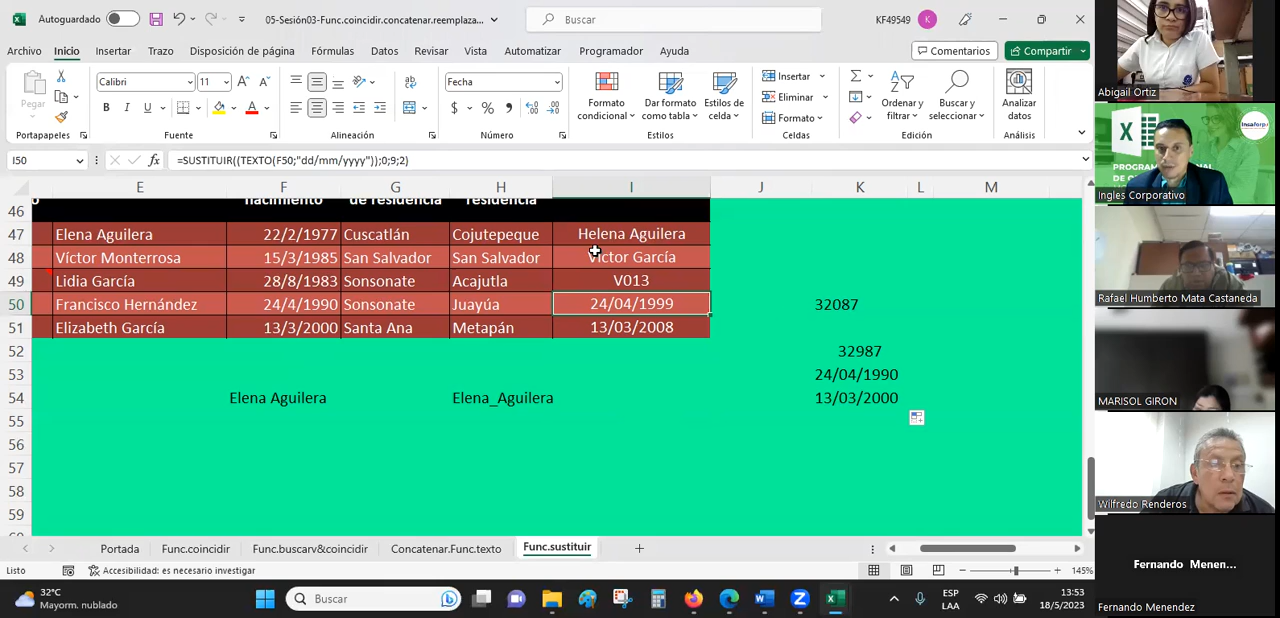 Autoguardado 05-Sesión03-Func.coincidir.concatenar.reemplaza... Buscar KF49549 K
Archivo Inicio Insertar Trazo Disposición de página Fórmulas Datos Revisar Vista Automatizar Programador Ayuda Comentarios Compartir
Pegar Calibri 11 Fecha
N K S
Formato condicional Dar formato como tabla Estilos de celda
Insertar
Eliminar
Formato
Ordenar y filtrar Buscar y seleccionar Analizar datos
Portapapeles Fuente Alineación Número Estilos Celdas Edición Análisis
I50 fx =SUSTITUIR((TEXTO(F50;"dd/mm/yyyy"));0;9;2)
E F G H I J K L M
46 o nacimiento de residencia residencia
47 Elena Aguilera 22/2/1977 Cuscatlán Cojutepeque Helena Aguilera
48 Víctor Monterrosa 15/3/1985 San Salvador San Salvador Víctor García
49 Lidia García 28/8/1983 Sonsonate Acajutla V013
50 Francisco Hernández 24/4/1990 Sonsonate Juayúa 24/04/1999 32087
51 Elizabeth García 13/3/2000 Santa Ana Metapán 13/03/2008
52 32987
53 24/04/1990
54 Elena Aguilera Elena_Aguilera 13/03/2000
55
56
57
58
59
Portada Func.coincidir Func.buscarv&coincidir Concatenar.Func.texto Func.sustituir
Listo Accesibilidad: es necesario investigar 145%
32°C
Mayorm. nublado
Buscar
ESP
LAA
13:53
18/5/2023
Abigail Ortiz
Ingles Corporativo
Rafael Humberto Mata Castaneda
MARISOL GIRON
Wilfredo Renderos
Fernando Menen...
Fernando Menendez